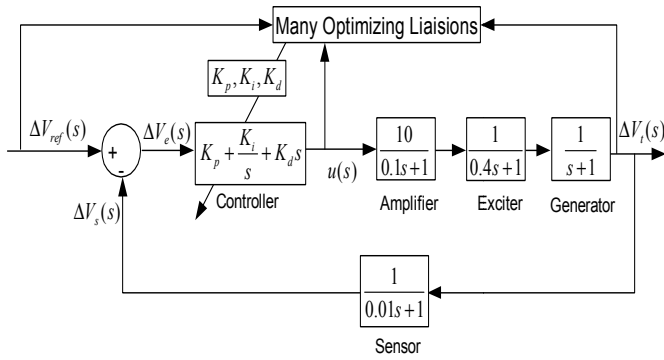 Many Optimizing Liaisions
K_p, K_i, K_d
ΔV_ref(s)
ΔV_e(s)
ΔV_t(s)
+
-
K_p + K_i/s + K_d s
u(s)
10/(0.1s+1)
1/(0.4s+1)
1/(s+1)
Controller
Amplifier
Exciter
Generator
ΔV_s(s)
1/(0.01s+1)
Sensor